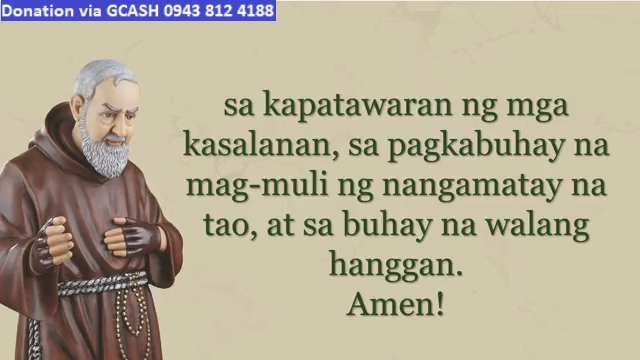 Donation via GCASH 0943 812 4188
sa kapatawaran ng mga
kasalanan, sa pagkabuhay na
mag-muli ng nangamatay na
tao, at sa buhay na walang
hanggan.
Amen!